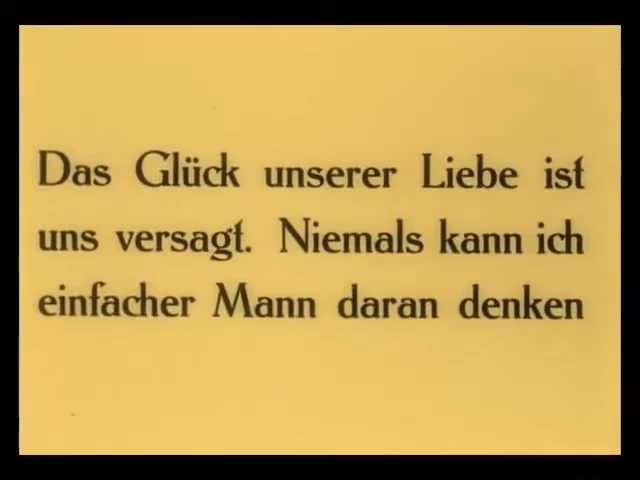 Das Glück unserer Liebe ist
uns versagt. Niemals kann ich
einfacher Mann daran denken